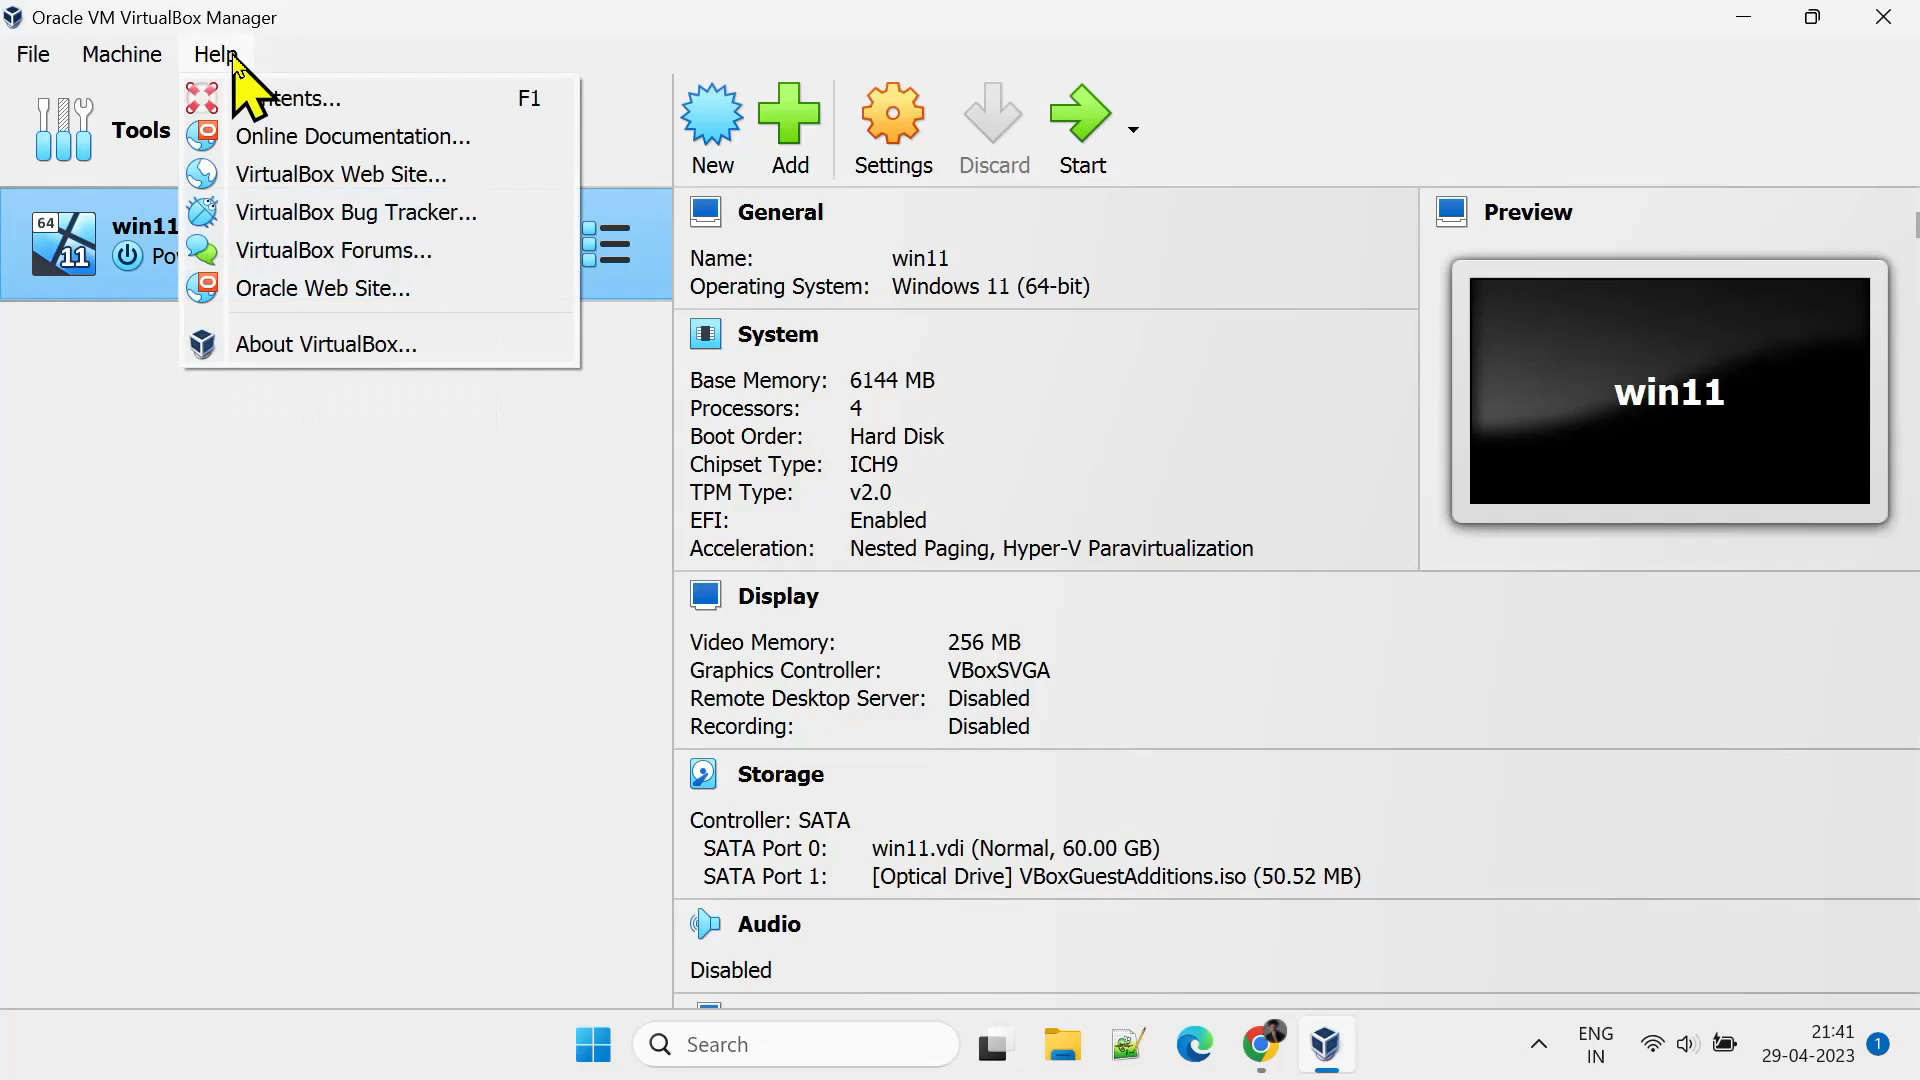 Oracle VM VirtualBox Manager
File Machine Help
tents... F1
Online Documentation...
VirtualBox Web Site...
VirtualBox Bug Tracker...
VirtualBox Forums...
Oracle Web Site...
About VirtualBox...
Tools
64
11
win11
Po
New Add Settings Discard Start
General
Name: win11
Operating System: Windows 11 (64-bit)
System
Base Memory: 6144 MB
Processors: 4
Boot Order: Hard Disk
Chipset Type: ICH9
TPM Type: v2.0
EFI: Enabled
Acceleration: Nested Paging, Hyper-V Paravirtualization
Preview
win11
Display
Video Memory: 256 MB
Graphics Controller: VBoxSVGA
Remote Desktop Server: Disabled
Recording: Disabled
Storage
Controller: SATA
SATA Port 0: win11.vdi (Normal, 60.00 GB)
SATA Port 1: [Optical Drive] VBoxGuestAdditions.iso (50.52 MB)
Audio
Disabled
Search
ENG
IN
21:41
29-04-2023
1